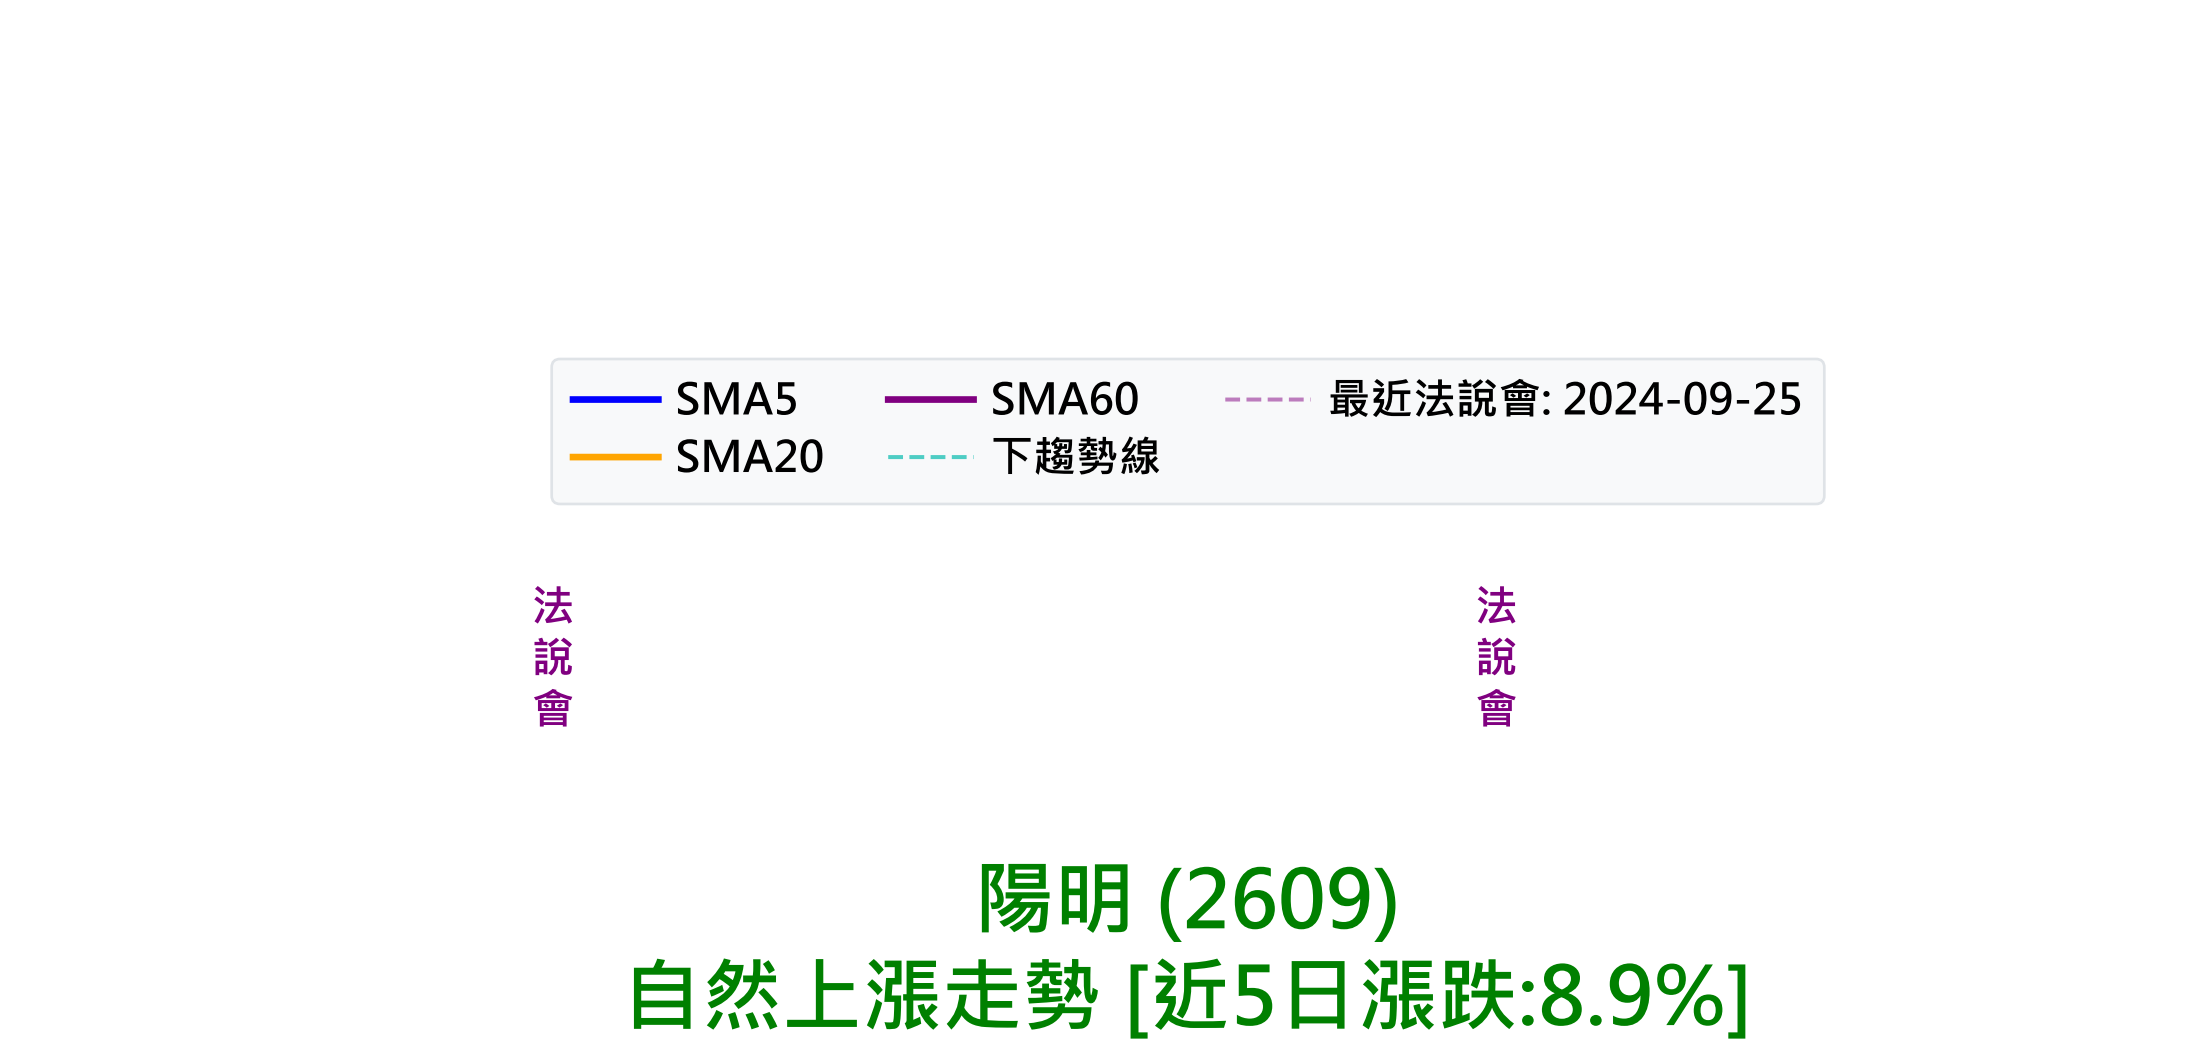 SMA5
SMA20
SMA60
下趨勢線
最近法說會: 2024-09-25
法說會
法說會
陽明 (2609)
自然上漲走勢 [近5日漲跌:8.9%]